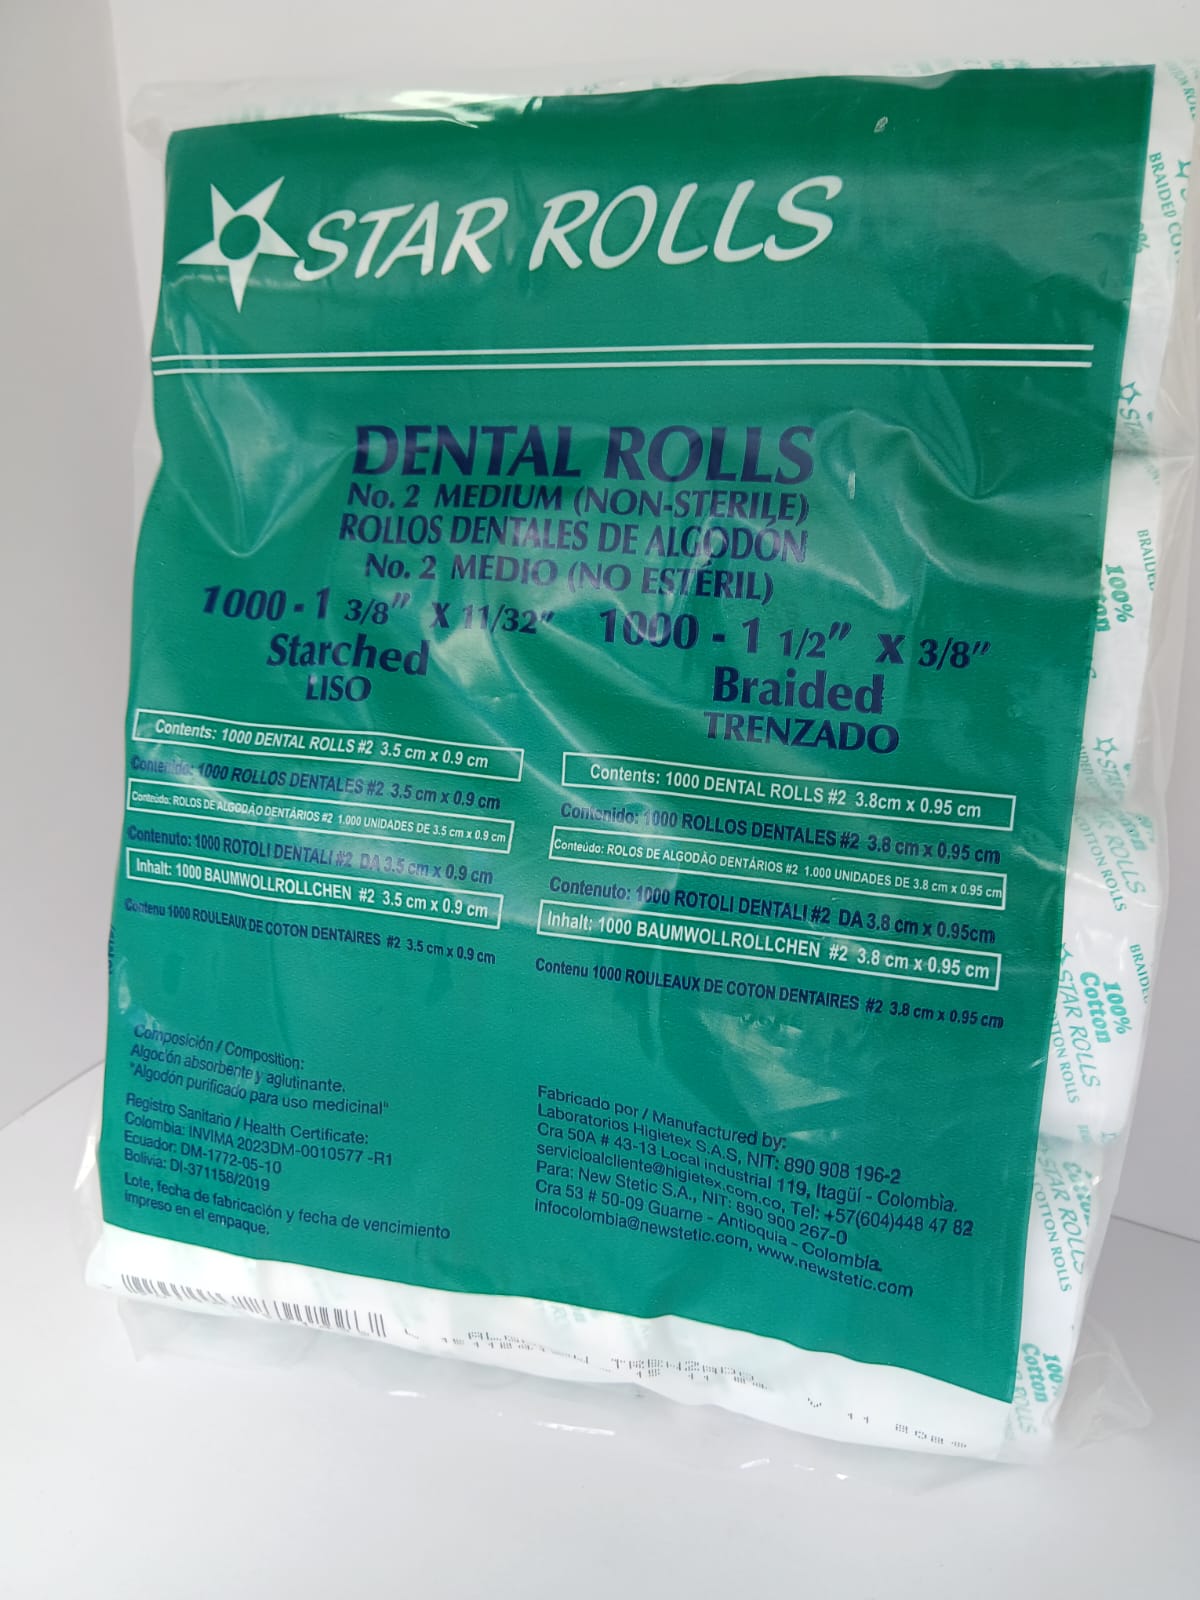 STAR ROLLS
DENTAL ROLLS
No. 2 MEDIUM (NON-STERILE)
ROLLOS DENTALES DE ALGODÓN
No. 2 MEDIO (NO ESTÉRIL)
1000 - 1 3/8" X 11/32"
Starched
LISO
Contents: 1000 DENTAL ROLLS #2 3.5 cm x 0.9 cm
Contenido: 1000 ROLLOS DENTALES #2 3.5 cm x 0.9 cm
Conteúdo: ROLOS DE ALGODÃO DENTÁRIOS #2 1.000 UNIDADES DE 3.5 cm x 0.9 cm
Contenuto: 1000 ROTOLI DENTALI #2 DA 3.5 cm x 0.9 cm
Inhalt: 1000 BAUMWOLLROLLCHEN #2 3.5 cm x 0.9 cm
Contenu 1000 ROULEAUX DE COTON DENTAIRES #2 3.5 cm x 0.9 cm
1000 - 1 1/2" X 3/8"
Braided
TRENZADO
Contents: 1000 DENTAL ROLLS #2 3.8cm x 0.95 cm
Contenido: 1000 ROLLOS DENTALES #2 3.8 cm x 0.95 cm
Conteúdo: ROLOS DE ALGODÃO DENTÁRIOS #2 1.000 UNIDADES DE 3.8 cm x 0.95 cm
Contenuto: 1000 ROTOLI DENTALI #2 DA 3.8 cm x 0.95cm
Inhalt: 1000 BAUMWOLLROLLCHEN #2 3.8 cm x 0.95 cm
Contenu 1000 ROULEAUX DE COTON DENTAIRES #2 3.8 cm x 0.95 cm
Composición / Composition:
Algodón absorbente y aglutinante.
"Algodón purificado para uso medicinal"
Registro Sanitario / Health Certificate:
Colombia: INVIMA 2023DM-0010577 -R1
Ecuador: DM-1772-05-10
Bolivia: DI-371158/2019
Lote, fecha de fabricación y fecha de vencimiento
impreso en el empaque.
Fabricado por / Manufactured by:
Laboratorios Higietex S.A.S, NIT: 890 908 196-2
Cra 50A # 43-13 Local industrial 119, Itagüí - Colombia.
servicioalcliente@higietex.com.co, Tel: +57(604)448 47 82
Para: New Stetic S.A., NIT: 890 900 267-0
Cra 53 # 50-09 Guarne - Antioquia - Colombia.
infocolombia@newstetic.com, www.newstetic.com
BRAIDED
100%
Cotton
STAR ROLLS
COTTON ROLLS
BRAIDED
100%
Cotton
STAR ROLLS
COTTON ROLLS
STAR ROLLS
COTTON ROLLS
100%
Cotton